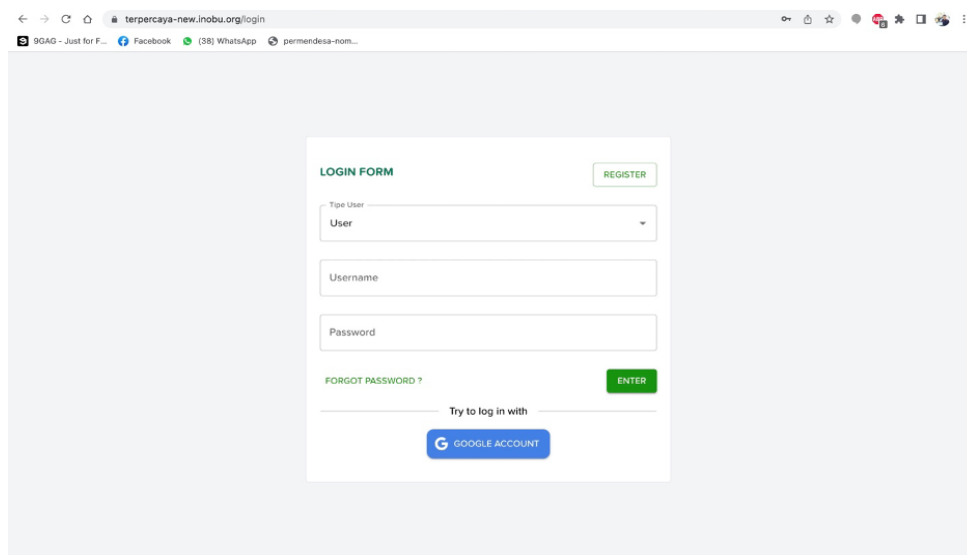 terpercaya-new.inobu.org/login
9GAG - Just for F... Facebook (38) WhatsApp permendesa-nom...
LOGIN FORM
REGISTER
Tipe User
User
Username
Password
FORGOT PASSWORD ?
ENTER
Try to log in with
GOOGLE ACCOUNT